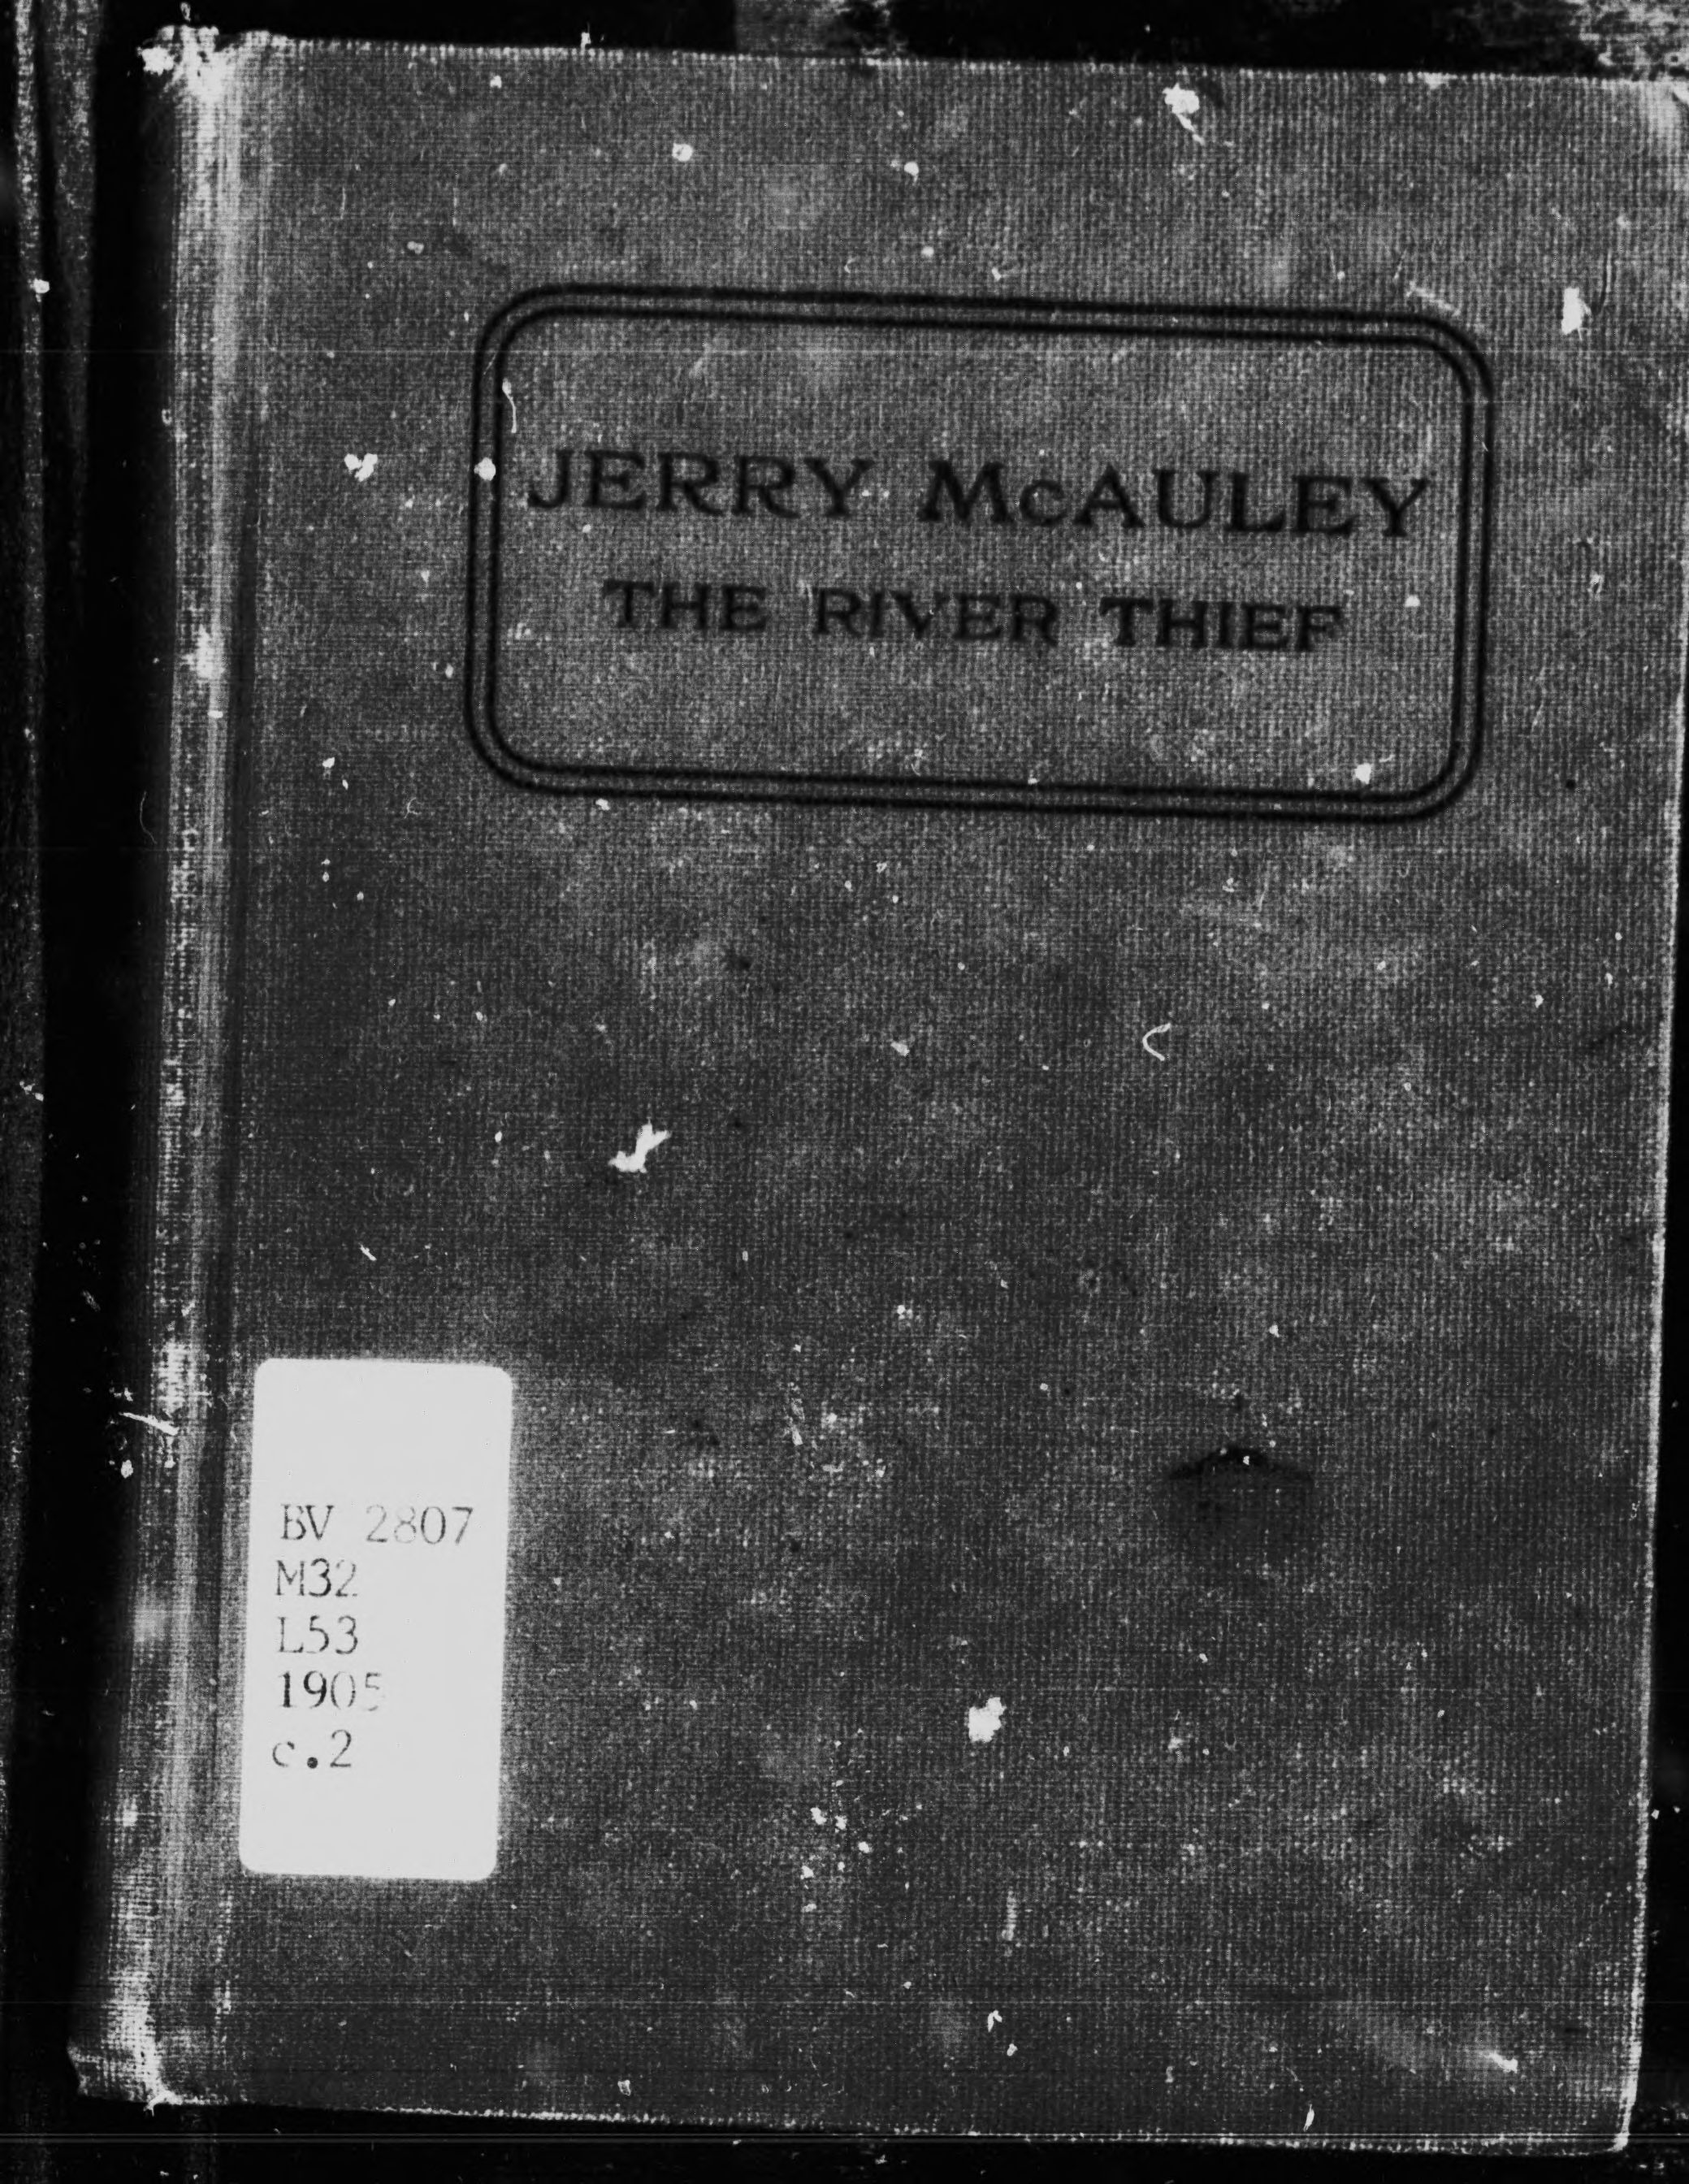 JERRY McAULEY
THE RIVER THIEF
BV 2807
M32
L53
1905
c.2